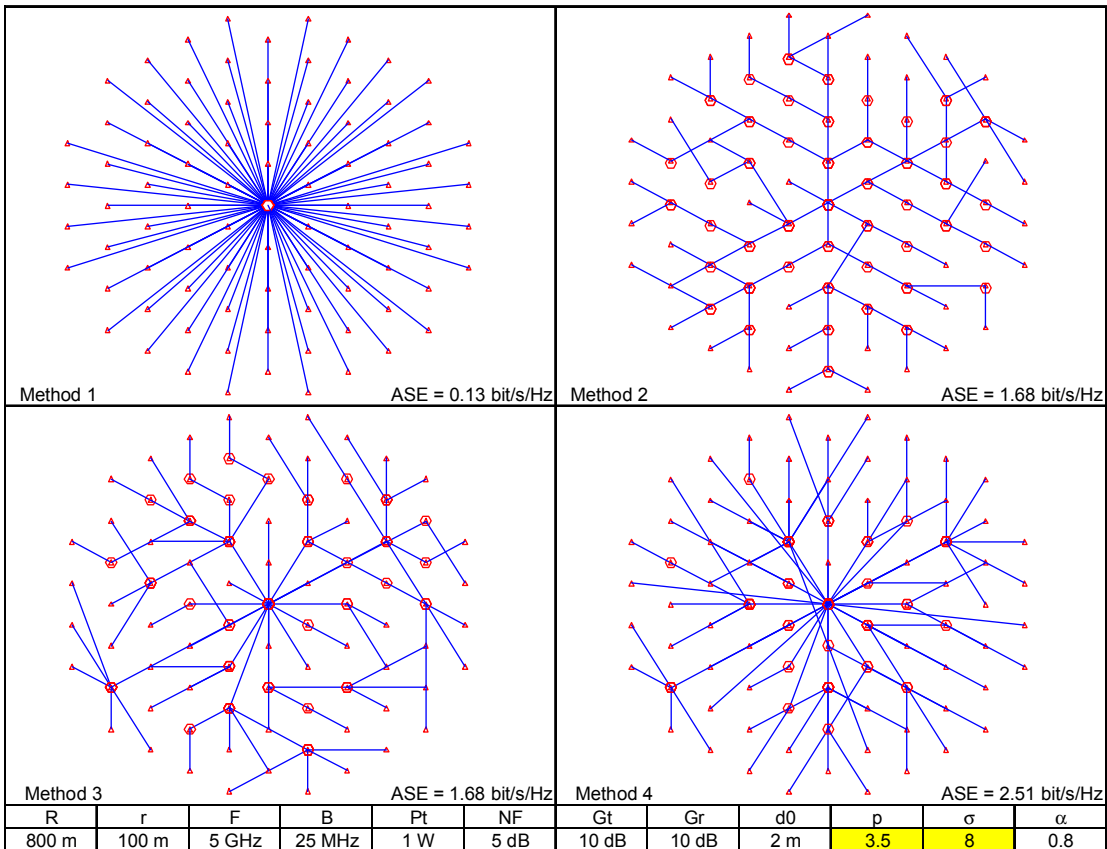 Method 1 ASE = 0.13 bit/s/Hz
Method 2 ASE = 1.68 bit/s/Hz
Method 3 ASE = 1.68 bit/s/Hz
Method 4 ASE = 2.51 bit/s/Hz
R r F B Pt NF Gt Gr d0 p σ α
800 m 100 m 5 GHz 25 MHz 1 W 5 dB 10 dB 10 dB 2 m 3.5 8 0.8